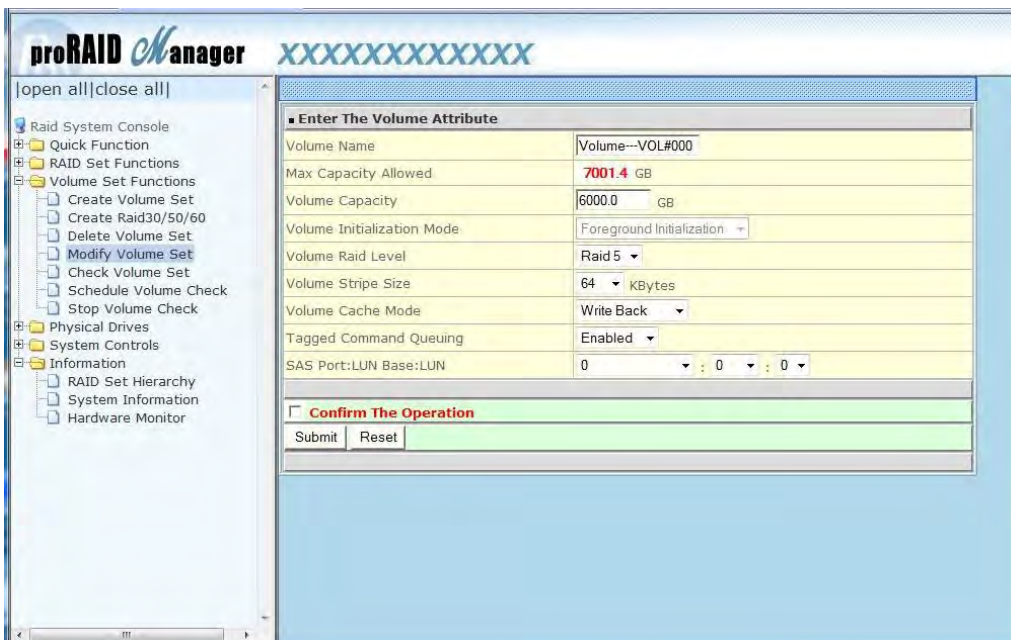 proRAID Manager XXXXXXXXXXXX
|open all|close all|
Raid System Console
Quick Function
RAID Set Functions
Volume Set Functions
Create Volume Set
Create Raid30/50/60
Delete Volume Set
Modify Volume Set
Check Volume Set
Schedule Volume Check
Stop Volume Check
Physical Drives
System Controls
Information
RAID Set Hierarchy
System Information
Hardware Monitor
Enter The Volume Attribute
Volume Name Volume---VOL#000
Max Capacity Allowed 7001.4 GB
Volume Capacity 6000.0 GB
Volume Initialization Mode Foreground Initialization
Volume Raid Level Raid 5
Volume Stripe Size 64 KBytes
Volume Cache Mode Write Back
Tagged Command Queuing Enabled
SAS Port:LUN Base:LUN 0 : 0 : 0
Confirm The Operation
Submit Reset